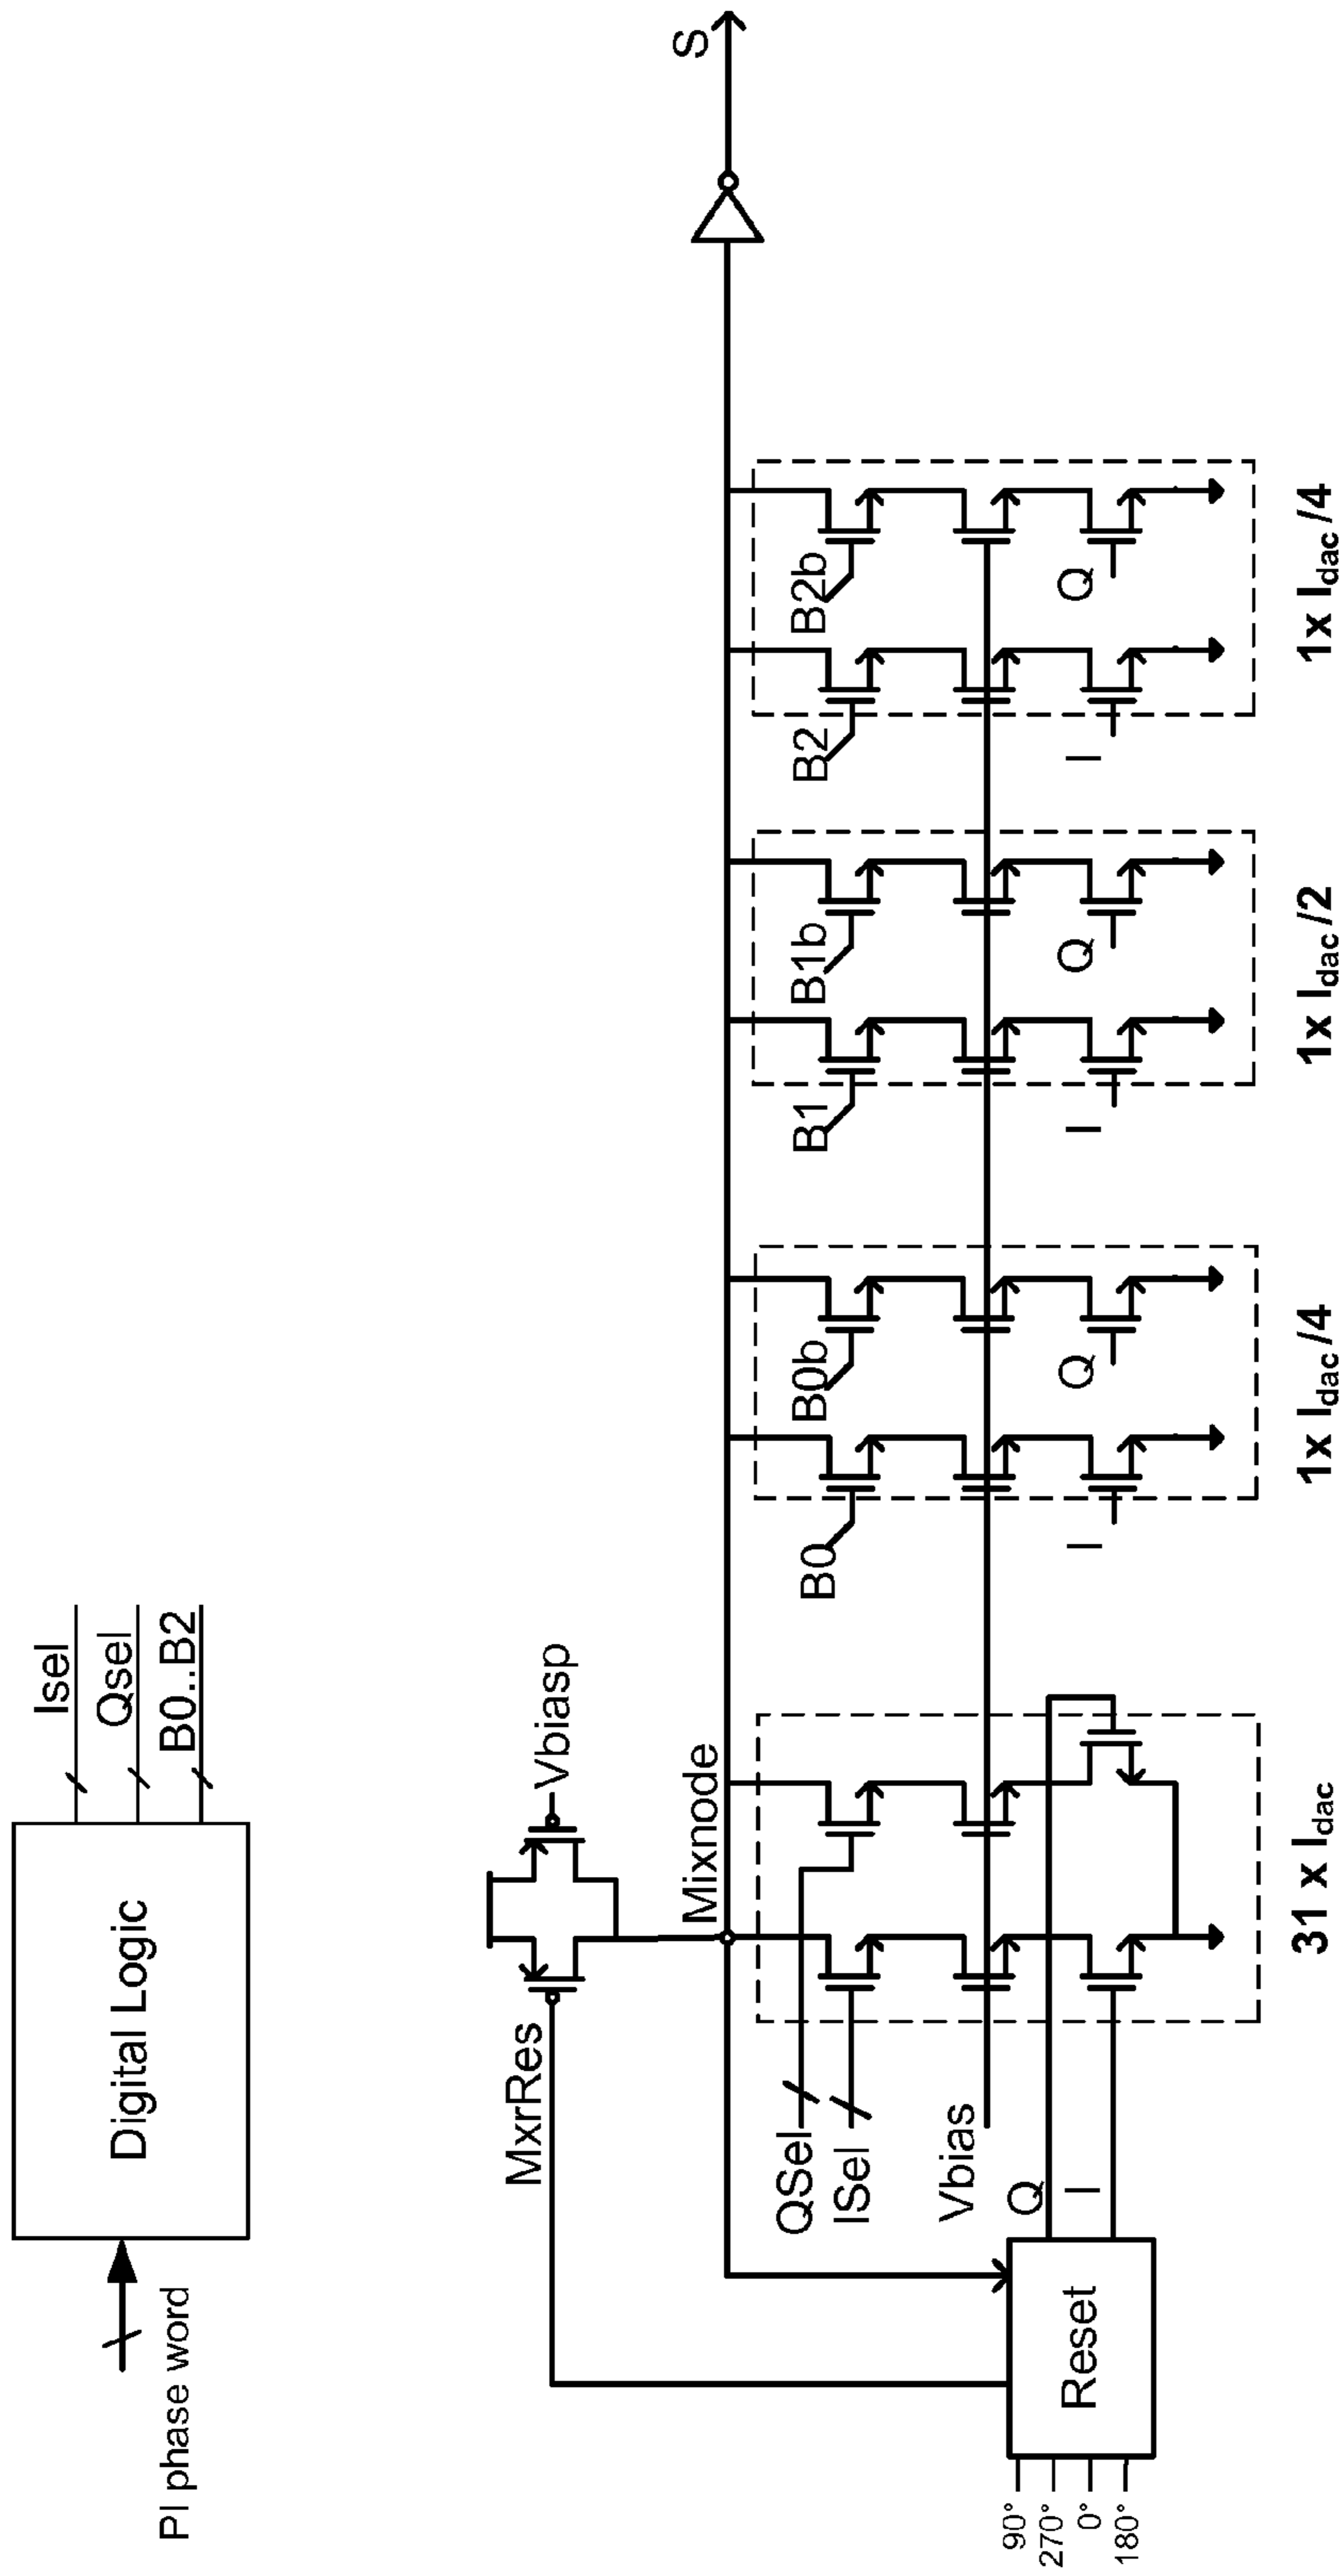 PI phase word
Digital Logic
Isel
Qsel
B0..B2
MxrRes
Vbiasp
Mixnode
S
QSel
ISel
Vbias
Q
I
Reset
90°
270°
0°
180°
B0
B0b
I
Q
B1
B1b
I
Q
B2
B2b
I
Q
31 x Idac
1x Idac/4
1x Idac/2
1x Idac/4